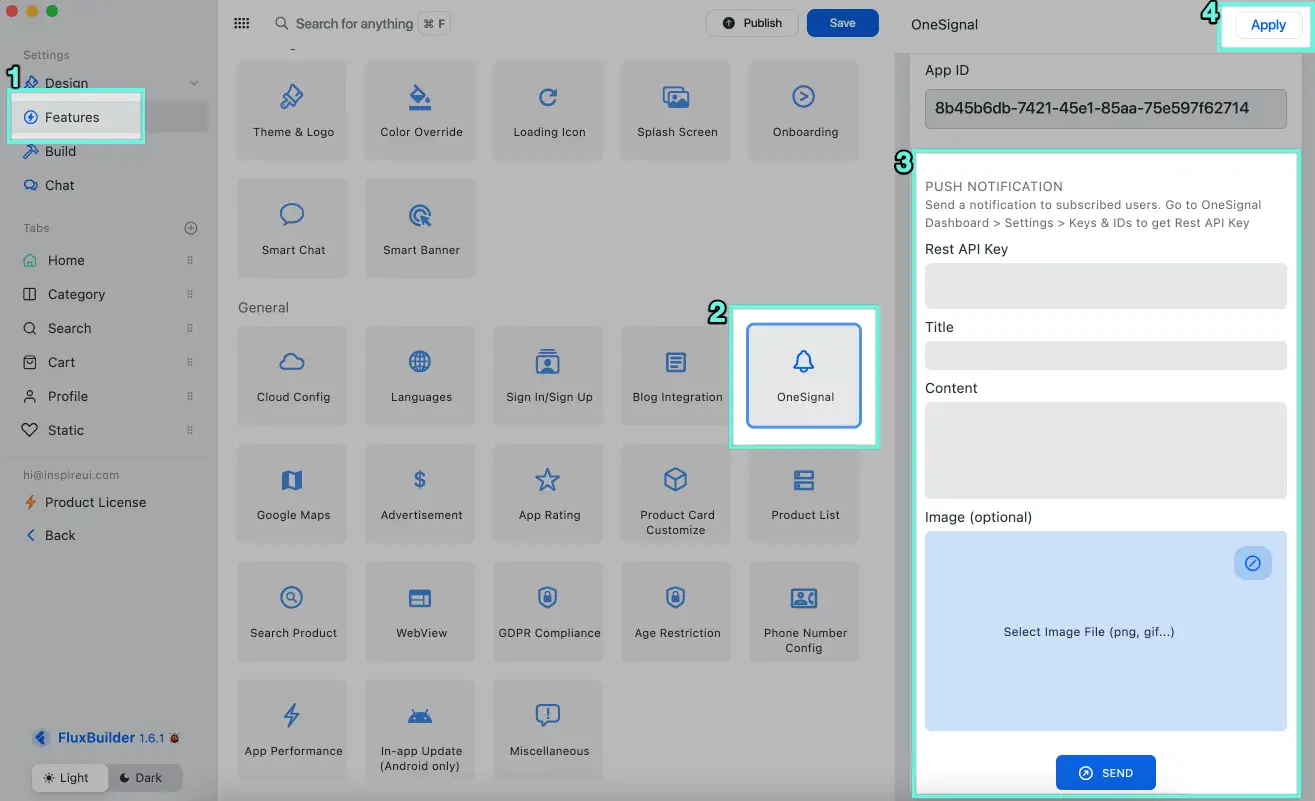 1
Settings
Design
Features
Build
Chat
Tabs
Home
Category
Search
Cart
Profile
Static
hi@inspireui.com
Product License
Back
FluxBuilder 1.6.1
Light
Dark
Search for anything ⌘ F
Publish
Save
Theme & Logo
Color Override
Loading Icon
Splash Screen
Onboarding
Smart Chat
Smart Banner
General
2
Cloud Config
Languages
Sign In/Sign Up
Blog Integration
OneSignal
Google Maps
Advertisement
App Rating
Product Card
Customize
Product List
Search Product
WebView
GDPR Compliance
Age Restriction
Phone Number
Config
App Performance
In-app Update
(Android only)
Miscellaneous
OneSignal
4
Apply
App ID
8b45b6db-7421-45e1-85aa-75e597f62714
3
PUSH NOTIFICATION
Send a notification to subscribed users. Go to OneSignal
Dashboard > Settings > Keys & IDs to get Rest API Key
Rest API Key
Title
Content
Image (optional)
Select Image File (png, gif...)
SEND